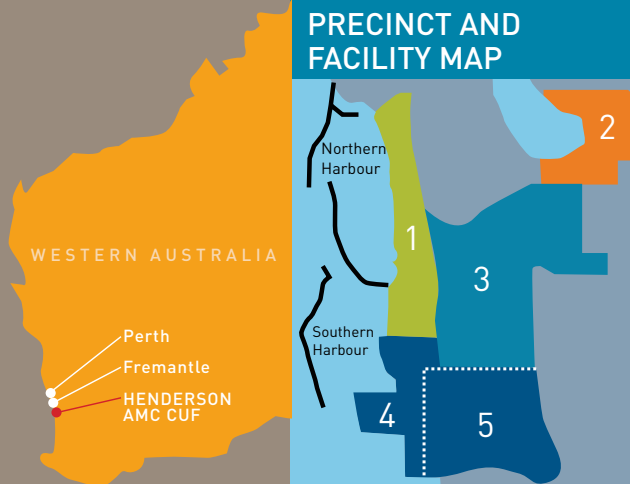 PRECINCT AND
FACILITY MAP
WESTERN AUSTRALIA
Perth
Fremantle
HENDERSON
AMC CUF
Northern
Harbour
Southern
Harbour
1
2
3
4
5